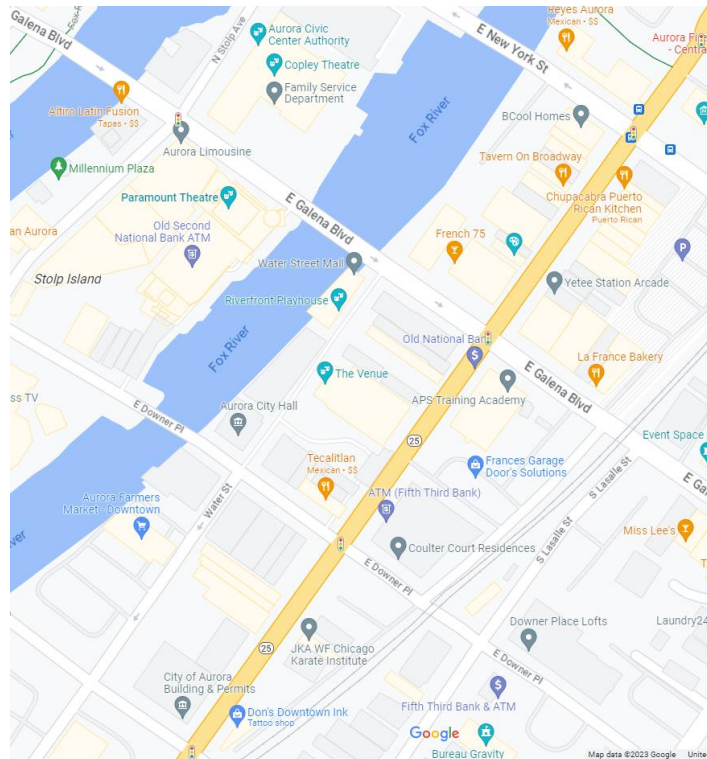 Galena Blvd
Fox Riv
N Stolp Ave
Aurora Civic
Center Authority
Copley Theatre
Family Service
Department
Reyes Aurora
Mexican • $$
Aurora Fire
- Centra
E New York St
Altiro Latin Fusion
Tapas • $$
Aurora Limousine
Fox River
BCool Homes
Millennium Plaza
Tavern On Broadway
Paramount Theatre
Chupacabra Puerto
Rican Kitchen
Puerto Rican
E Galena Blvd
an Aurora
Old Second
National Bank ATM
French 75
P
Stolp Island
Water Street Mall
Yetee Station Arcade
Riverfront Playhouse
Fox River
Old National Bank
La France Bakery
The Venue
E Galena Blvd
ss TV
APS Training Academy
E Downer Pl
Aurora City Hall
25
Event Space
Tecalitlan
Mexican • $$
Frances Garage
Door's Solutions
S Lasalle St
E Ga
Water St
ATM (Fifth Third Bank)
Aurora Farmers
Market - Downtown
Miss Lee's
ver
S Lasalle St
Coulter Court Residences
E Downer Pl
Downer Place Lofts
Laundry24
25
JKA WF Chicago
Karate Institute
E Downer Pl
City of Aurora
Building & Permits
Fifth Third Bank & ATM
Don's Downtown Ink
Tattoo shop
Google
Bureau Gravity
Map data ©2023 Google
Unite